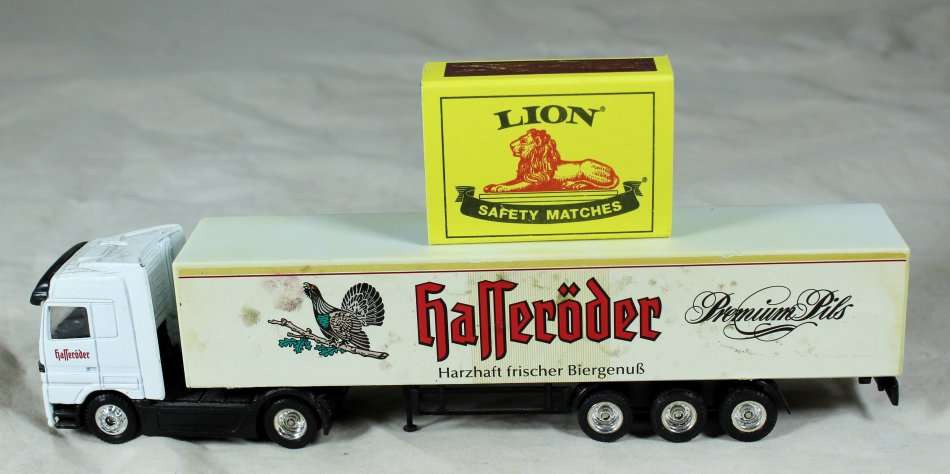 LION®
SAFETY MATCHES
Hasseröder
Premium Pils
Harzhaft frischer Biergenuß
Hasseröder